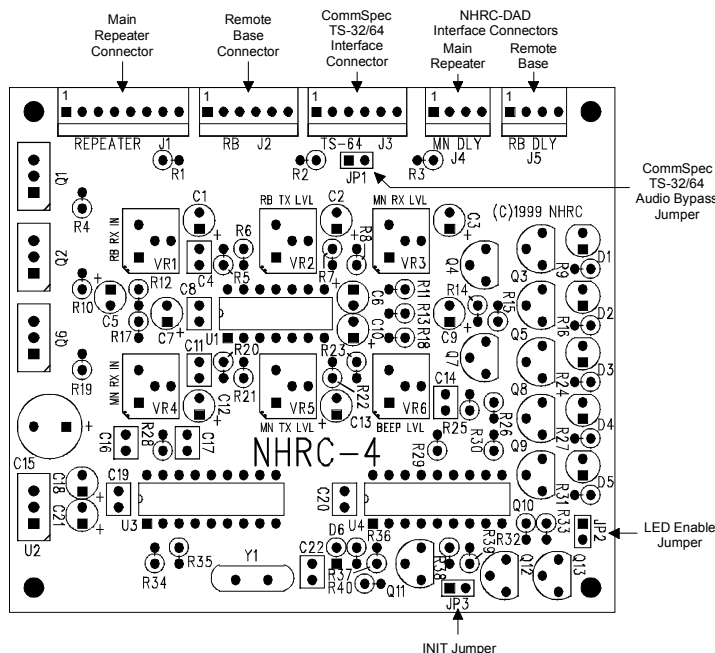 Main
Repeater
Connector
Remote
Base
Connector
CommSpec
TS-32/64
Interface
Connector
NHRC-DAD
Interface Connectors
Main
Repeater
Remote
Base
1
1
1
1
1
REPEATER J1
RB J2
TS-64 J3
MN DLY
J4
RB DLY
J5
R1
R2
JP1
R3
CommSpec
TS-32/64
Audio Bypass
Jumper
Q1
R4
RB RX IN
VR1
C1
C4
R5
R6
RB TX LVL
VR2
C2
R7
R8
MN RX LVL
VR3
C3
(C)1999 NHRC
Q4
Q3
D1
R9
Q2
R10
C5
R12
R17
C7
C8
U1
C6
C10
R11
R13
R18
C9
R14
R15
Q5
D2
R16
Q6
R19
MN RX IN
VR4
C11
C12
R20
R21
MN TX LVL
VR5
R23
R22
C13
BEEP LVL
VR6
C14
R25
Q7
Q8
D3
R24
R26
R30
R29
Q9
D4
R27
C15
C16
R28
C17
NHRC-4
D5
R31
C18
C21
U2
C19
U3
C20
U4
Q10
R32
R33
JP2
LED Enable
Jumper
R34
R35
Y1
C22
D6
R36
R37
R40
Q11
R38
R39
JP3
Q12
Q13
INIT Jumper